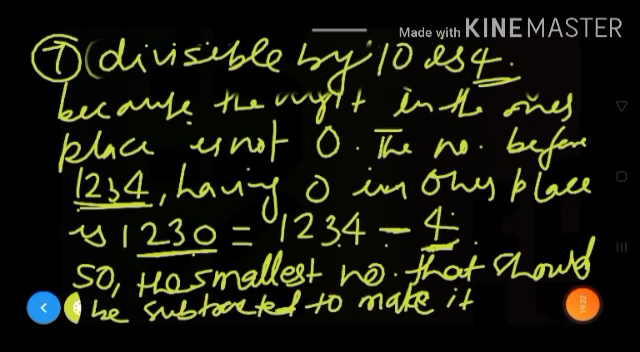 Made with KINEMASTER
7 divisible by 10 is 4.
because the digit in the ones
place is not 0. The no. before
1234, having 0 in ones place
is 1230 = 1234 - 4.
So, the smallest no. that should
be subtracted to make it
19:33